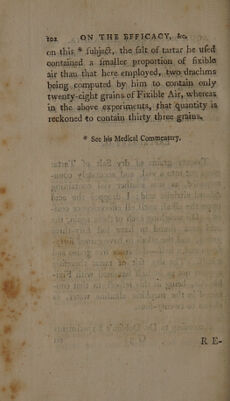 102 ON THE EFFICACY, &c.
on this * ſubject, the ſalt of tartar he uſed
contained a ſmaller proportion of fixible
air than that here employed, two drachms
being computed by him to contain only
twenty-eight grains of Fixible Air, whereas
in the above experiments, that quantity is
reckoned to contain thirty three grains.
* See his Medical Commentary.
R E-